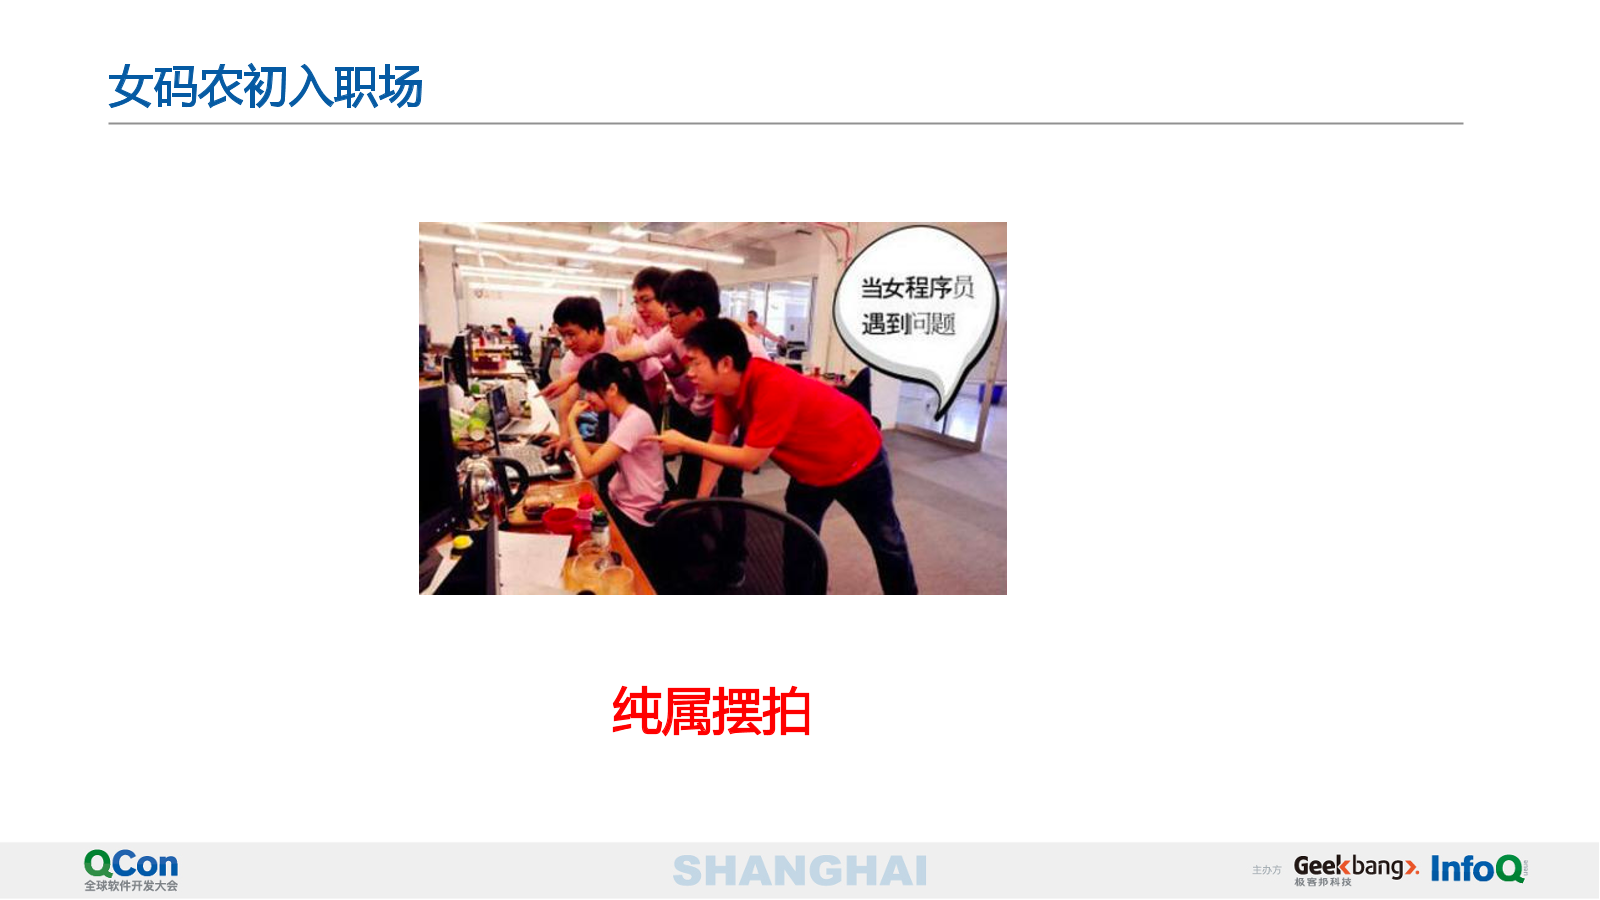 女码农初入职场
当女程序员
遇到问题
纯属摆拍
QCon
全球软件开发大会
SHANGHAI
主办方
Geekbang
极客邦科技
InfoQ